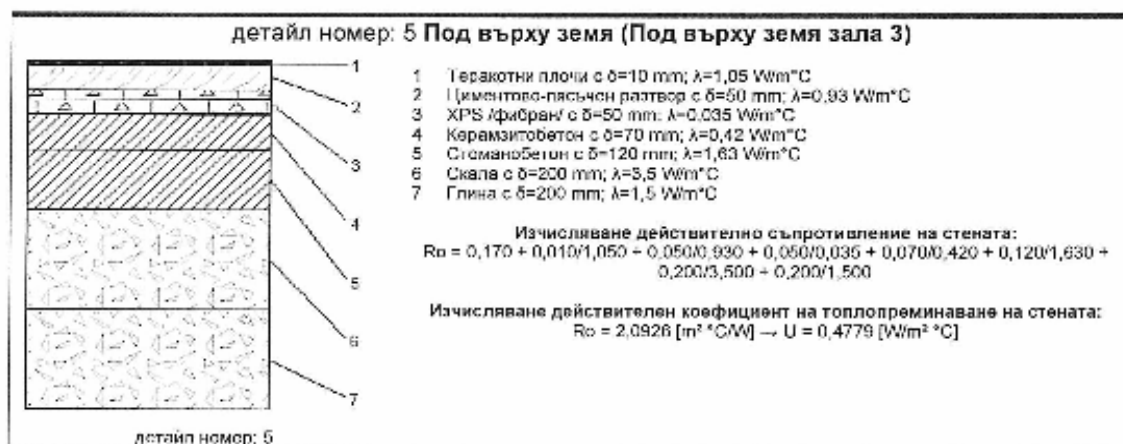 детайл номер: 5 Под върху земя (Под върху земя зала 3)
1 Теракотни плочи с δ=10 mm; λ=1,05 W/m°C
2 Циментово-пясъчен разтвор с δ=50 mm; λ=0,93 W/m°C
3 XPS /фибран/ с δ=50 mm; λ=0,035 W/m°C
4 Керамзитобетон с δ=70 mm; λ=0,42 W/m°C
5 Стоманобетон с δ=120 mm; λ=1,63 W/m°C
6 Скала с δ=200 mm; λ=3,5 W/m°C
7 Глина с δ=200 mm; λ=1,5 W/m°C
Изчисляване действително съпротивление на стената:
Ro = 0,170 + 0,010/1,050 + 0,050/0,930 + 0,050/0,035 + 0,070/0,420 + 0,120/1,630 +
0,200/3,500 + 0,200/1,500
Изчисляване действителен коефициент на топлопреминаване на стената:
Ro = 2,0926 [m² °C/W] → U = 0,4779 [W/m² °C]
1
2
3
4
5
6
7
детайл номер: 5